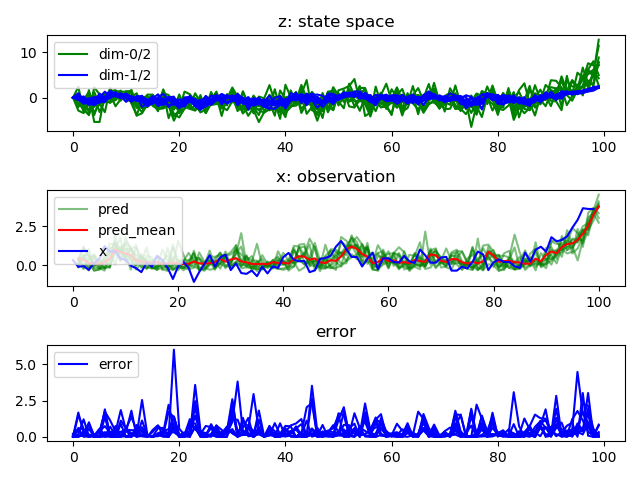 z: state space
10
0
dim-0/2
dim-1/2
0 20 40 60 80 100
x: observation
2.5
0.0
pred
pred_mean
x
0 20 40 60 80 100
error
5.0
2.5
0.0
error
0 20 40 60 80 100